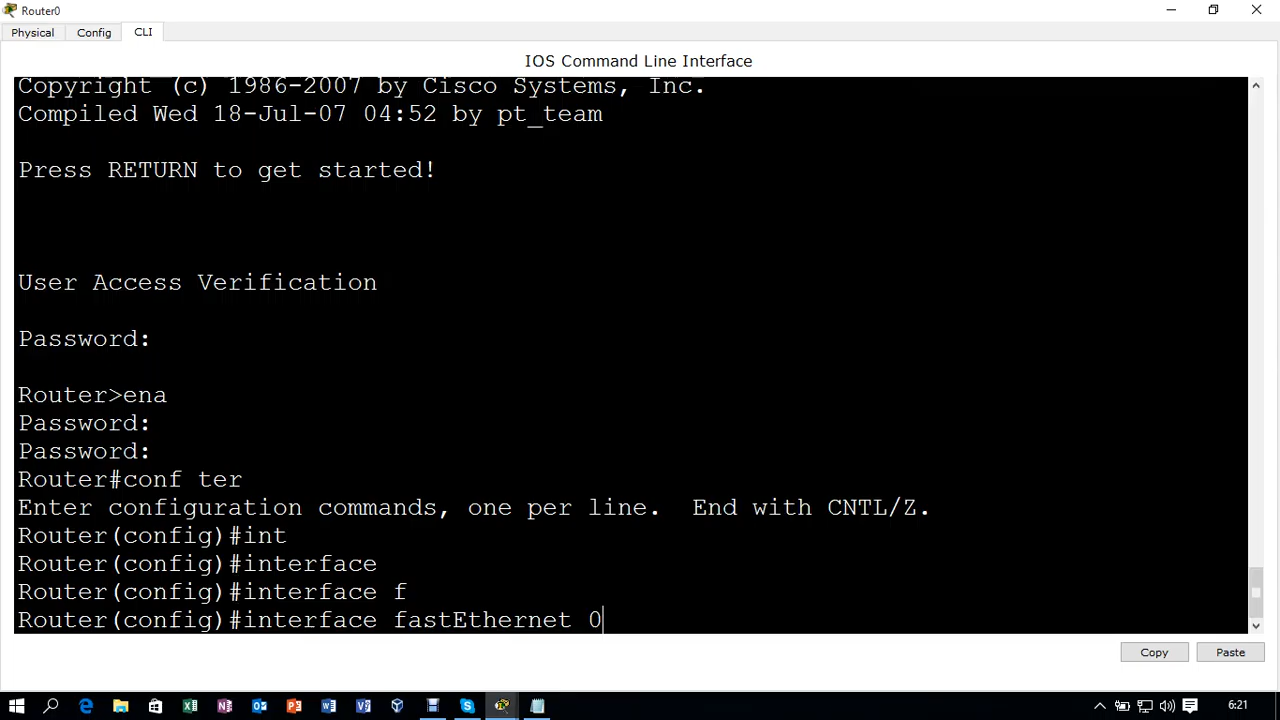 Router0
Physical Config CLI
IOS Command Line Interface
Copyright (c) 1986-2007 by Cisco Systems, Inc.
Compiled Wed 18-Jul-07 04:52 by pt_team
Press RETURN to get started!
User Access Verification
Password:
Router>ena
Password:
Password:
Router#conf ter
Enter configuration commands, one per line.  End with CNTL/Z.
Router(config)#int
Router(config)#interface
Router(config)#interface f
Router(config)#interface fastEthernet 0
Copy Paste
6:21